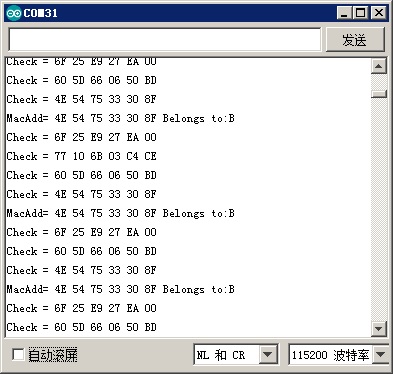 COM31
发送
Check = 6F 25 E9 27 EA 00
Check = 60 5D 66 06 50 BD
Check = 4E 54 75 33 30 8F
MacAdd= 4E 54 75 33 30 8F Belongs to:B
Check = 6F 25 E9 27 EA 00
Check = 77 10 6B 03 C4 CE
Check = 60 5D 66 06 50 BD
Check = 4E 54 75 33 30 8F
MacAdd= 4E 54 75 33 30 8F Belongs to:B
Check = 6F 25 E9 27 EA 00
Check = 60 5D 66 06 50 BD
Check = 4E 54 75 33 30 8F
MacAdd= 4E 54 75 33 30 8F Belongs to:B
Check = 6F 25 E9 27 EA 00
Check = 60 5D 66 06 50 BD
自动滚屏
NL 和 CR
115200 波特率